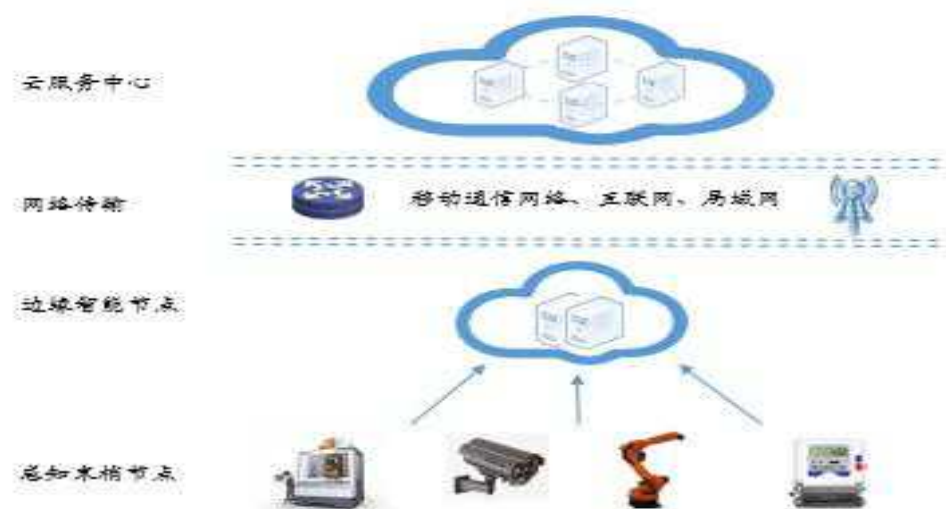 云服务中心
网络传输
移动通信网络、互联网、局域网
边缘智能节点
感知末梢节点